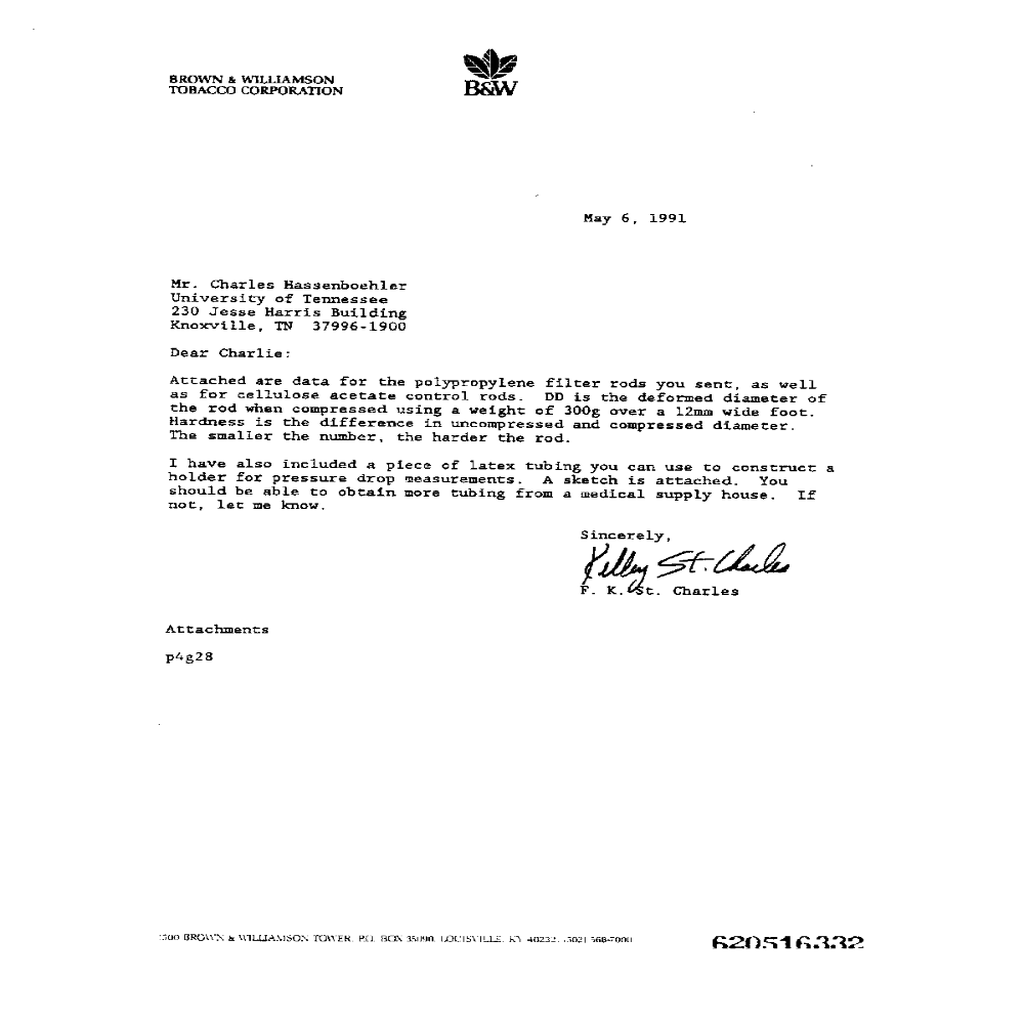 BROWN & WILLIAMSON
TOBACCO CORPORATION
B&W
May 6, 1991
Mr. Charles Hassenboehler
University of Tennessee
230 Jesse Harris Building
Knoxville, TN 37996-1900
Dear Charlie:
Attached are data for the polypropylene filter rods you sent, as well
as for cellulose acetate control rods. DD is the deformed diameter of
the rod when compressed using a weight of 300g over a 12mm wide foot.
Hardness is the difference in uncompressed and compressed diameter.
The smaller the number, the harder the rod.
I have also included a piece of latex tubing you can use to construct a
holder for pressure drop measurements. A sketch is attached. You
should be able to obtain more tubing from a medical supply house. If
not, let me know.
Sincerely,
Kelley St. Charles
F. K. St. Charles
Attachments
p4g28
BROWN & WILLIAMSON TOWER, P.O. BOX 35090, LOUISVILLE, KY 40232, (502) 568-7000
620516332